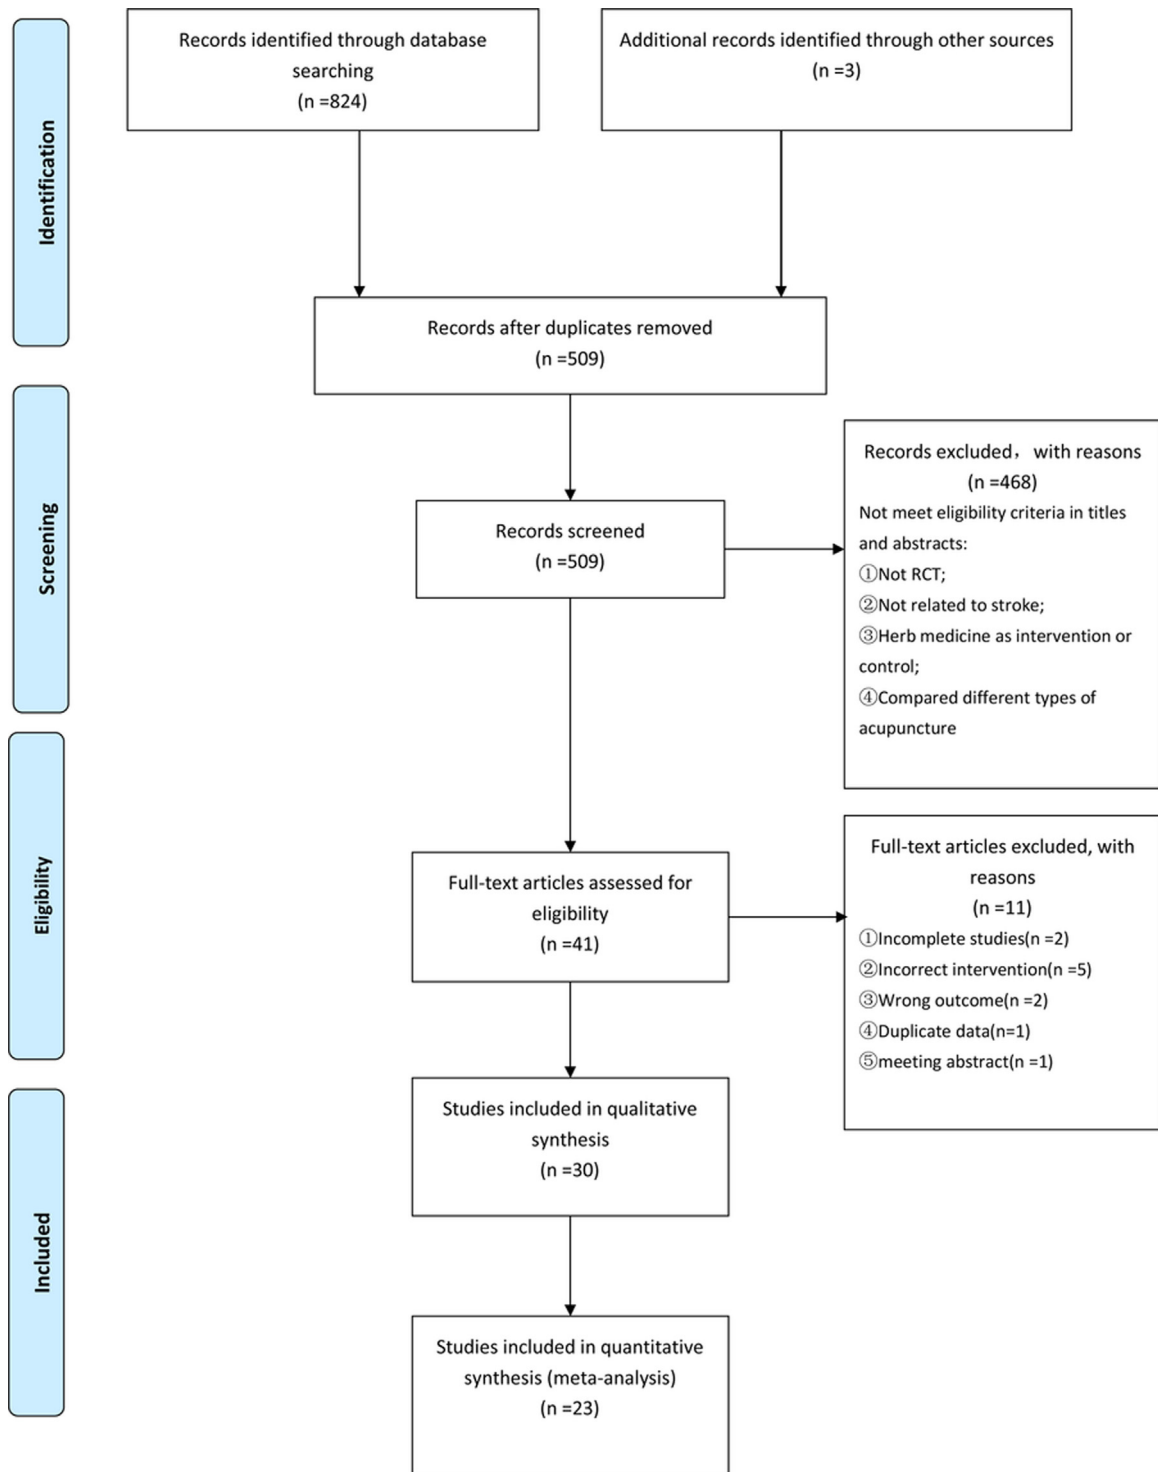 Identification
Records identified through database
searching
(n =824)
Additional records identified through other sources
(n =3)
Records after duplicates removed
(n =509)
Screening
Records screened
(n =509)
Records excluded，with reasons
(n =468)
Not meet eligibility criteria in titles
and abstracts:
①Not RCT;
②Not related to stroke;
③Herb medicine as intervention or
control;
④Compared different types of
acupuncture
Eligibility
Full-text articles assessed for
eligibility
(n =41)
Full-text articles excluded, with
reasons
(n =11)
①Incomplete studies(n =2)
②Incorrect intervention(n =5)
③Wrong outcome(n =2)
④Duplicate data(n=1)
⑤meeting abstract(n =1)
Included
Studies included in qualitative
synthesis
(n =30)
Studies included in quantitative
synthesis (meta-analysis)
(n =23)